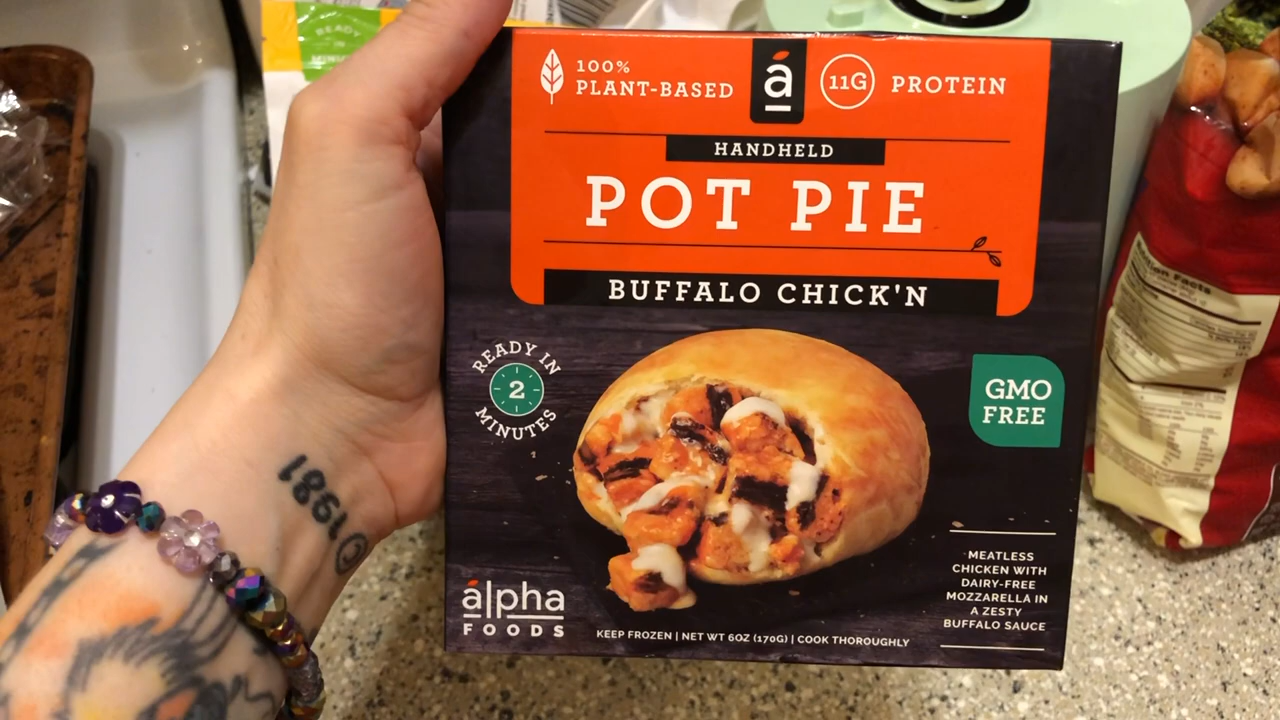 READY
100%
PLANT-BASED
á
11G
PROTEIN
HANDHELD
POT PIE
BUFFALO CHICK'N
READY IN
2
MINUTES
GMO
FREE
MEATLESS
CHICKEN WITH
DAIRY-FREE
MOZZARELLA IN
A ZESTY
BUFFALO SAUCE
alpha
FOODS
KEEP FROZEN | NET WT 6OZ (170G) | COOK THOROUGHLY
©1981
Facts